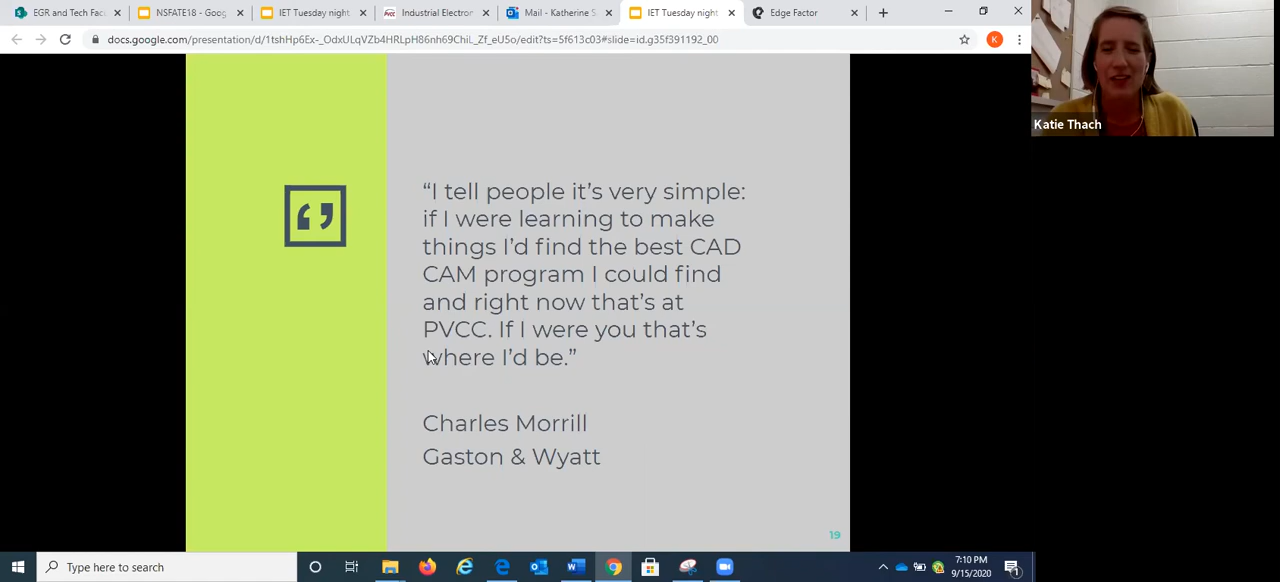 EGR and Tech Fac
NSFATE18 - Goog
IET Tuesday night
Industrial Electron
Mail - Katherine S
IET Tuesday night
Edge Factor
docs.google.com/presentation/d/1tshHp6Ex-_OdxULqVZb4HRLpH86nh69ChiL_Zf_eU5o/edit?ts=5f613c03#slide=id.g35f391192_00
K
Katie Thach
“I tell people it’s very simple:
if I were learning to make
things I’d find the best CAD
CAM program I could find
and right now that’s at
PVCC. If I were you that’s
where I’d be.”
Charles Morrill
Gaston & Wyatt
19
Type here to search
7:10 PM
9/15/2020
1